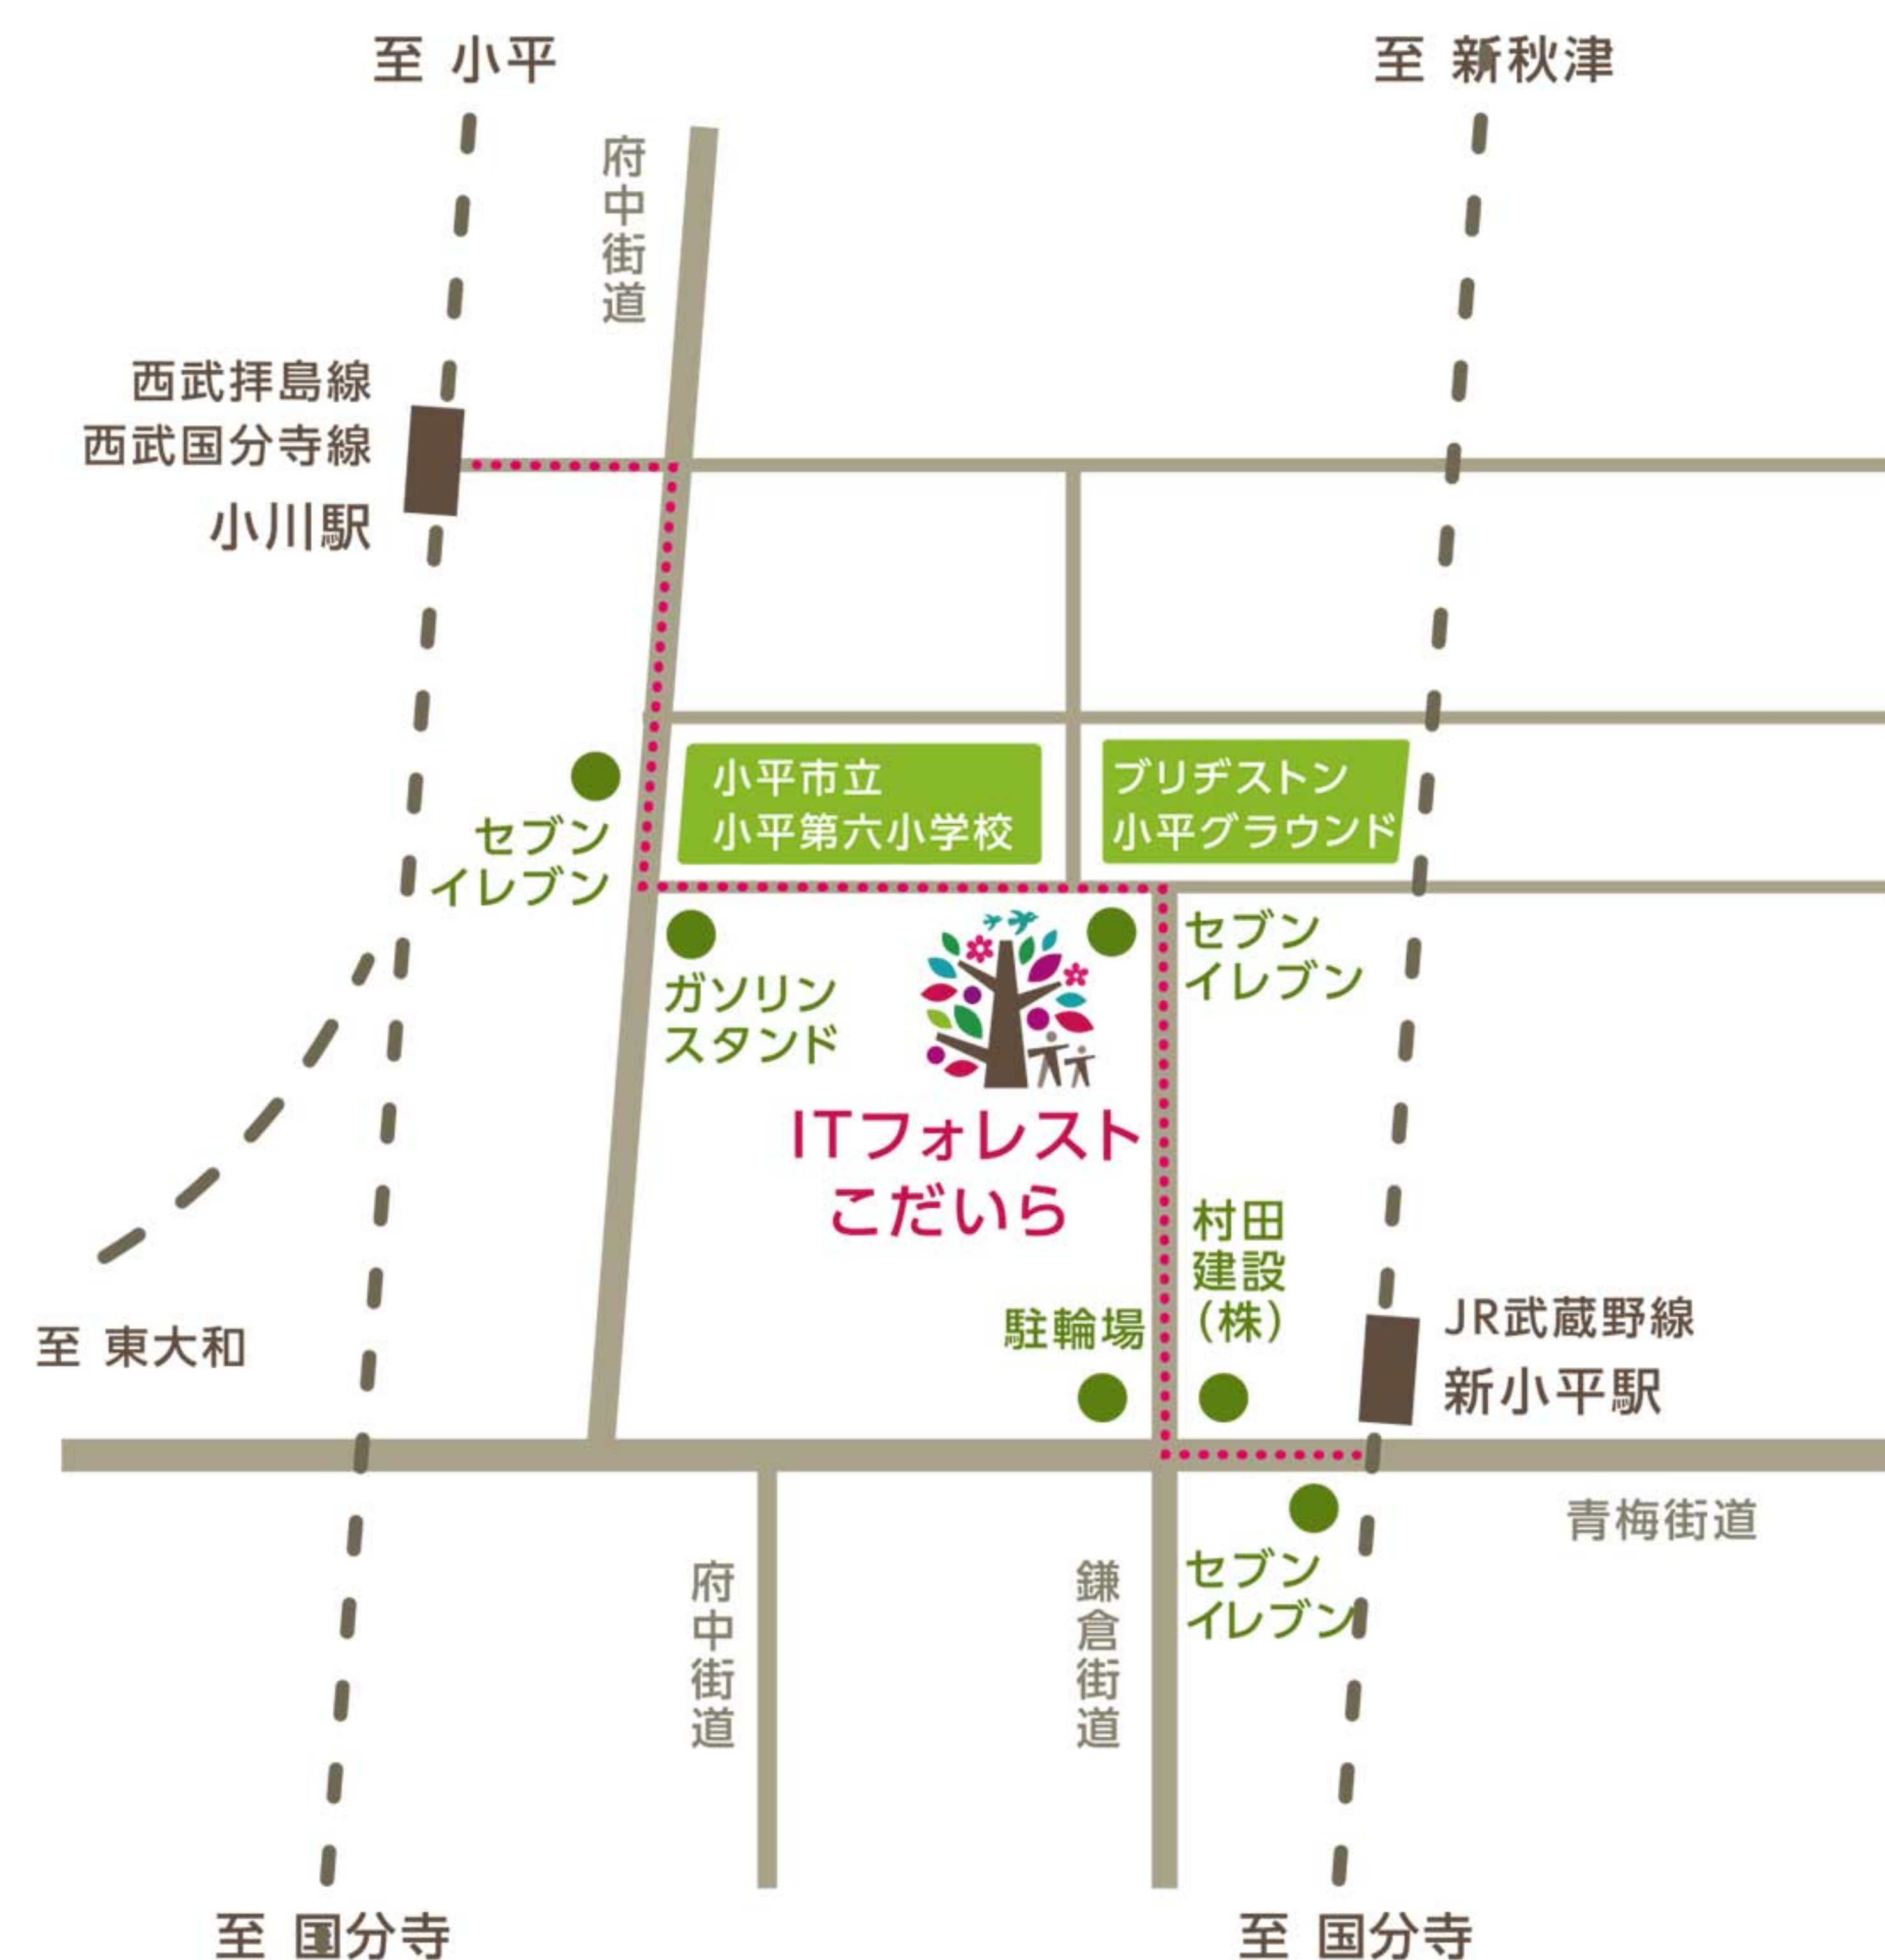 至 小平
至 新秋津
府中街道
西武拝島線
西武国分寺線
小川駅
小平市立
小平第六小学校
ブリヂストン
小平グラウンド
セブン
イレブン
ガソリン
スタンド
セブン
イレブン
ITフォレスト
こだいら
村田
建設
(株)
駐輪場
JR武蔵野線
新小平駅
至 東大和
青梅街道
府中街道
鎌倉街道
セブン
イレブン
至 国分寺
至 国分寺